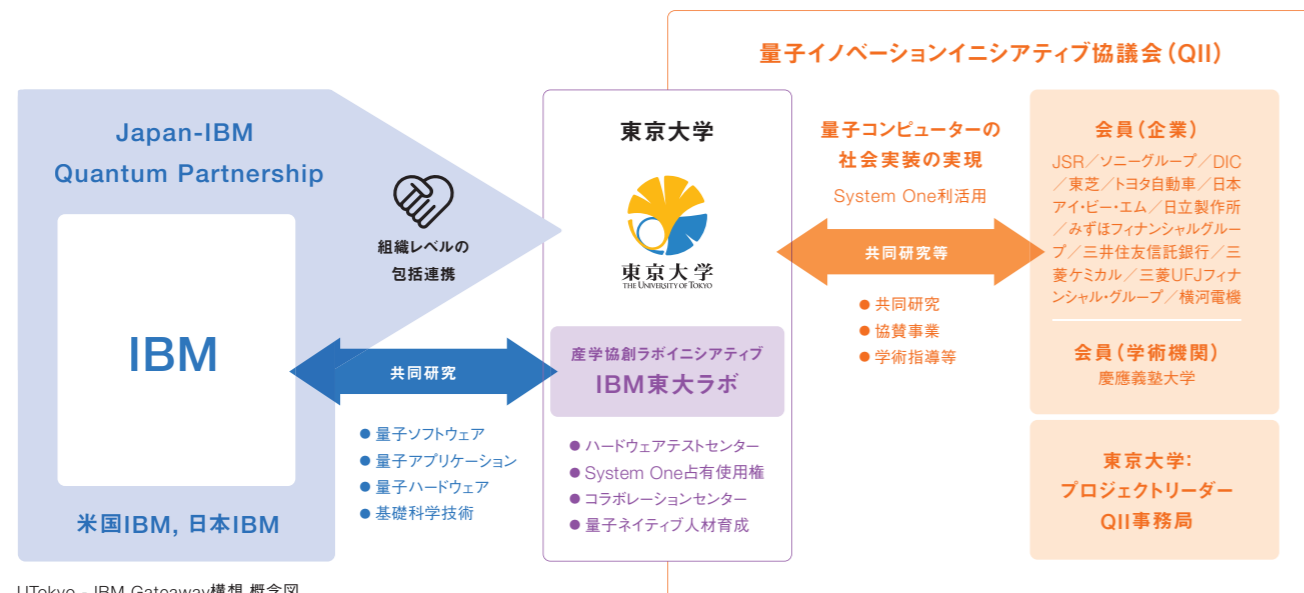 量子イノベーションイニシアティブ協議会（QII）
Japan-IBM
Quantum Partnership
IBM
米国IBM, 日本IBM
組織レベルの
包括連携
共同研究
● 量子ソフトウェア
● 量子アプリケーション
● 量子ハードウェア
● 基礎科学技術
東京大学
東京大学
THE UNIVERSITY OF TOKYO
産学協創ラボイニシアティブ
IBM東大ラボ
● ハードウェアテストセンター
● System One占有使用権
● コラボレーションセンター
● 量子ネイティブ人材育成
量子コンピューターの
社会実装の実現
System One利活用
共同研究等
● 共同研究
● 協賛事業
● 学術指導等
会員（企業）
JSR／ソニーグループ／DIC
／東芝／トヨタ自動車／日本
アイ・ビー・エム／日立製作所
／みずほフィナンシャルグルー
プ／三井住友信託銀行／三
菱ケミカル／三菱UFJフィナ
ンシャル・グループ／横河電機
会員（学術機関）
慶應義塾大学
東京大学：
プロジェクトリーダー
QII事務局
UTokyo - IBM Gateaway構想 概念図